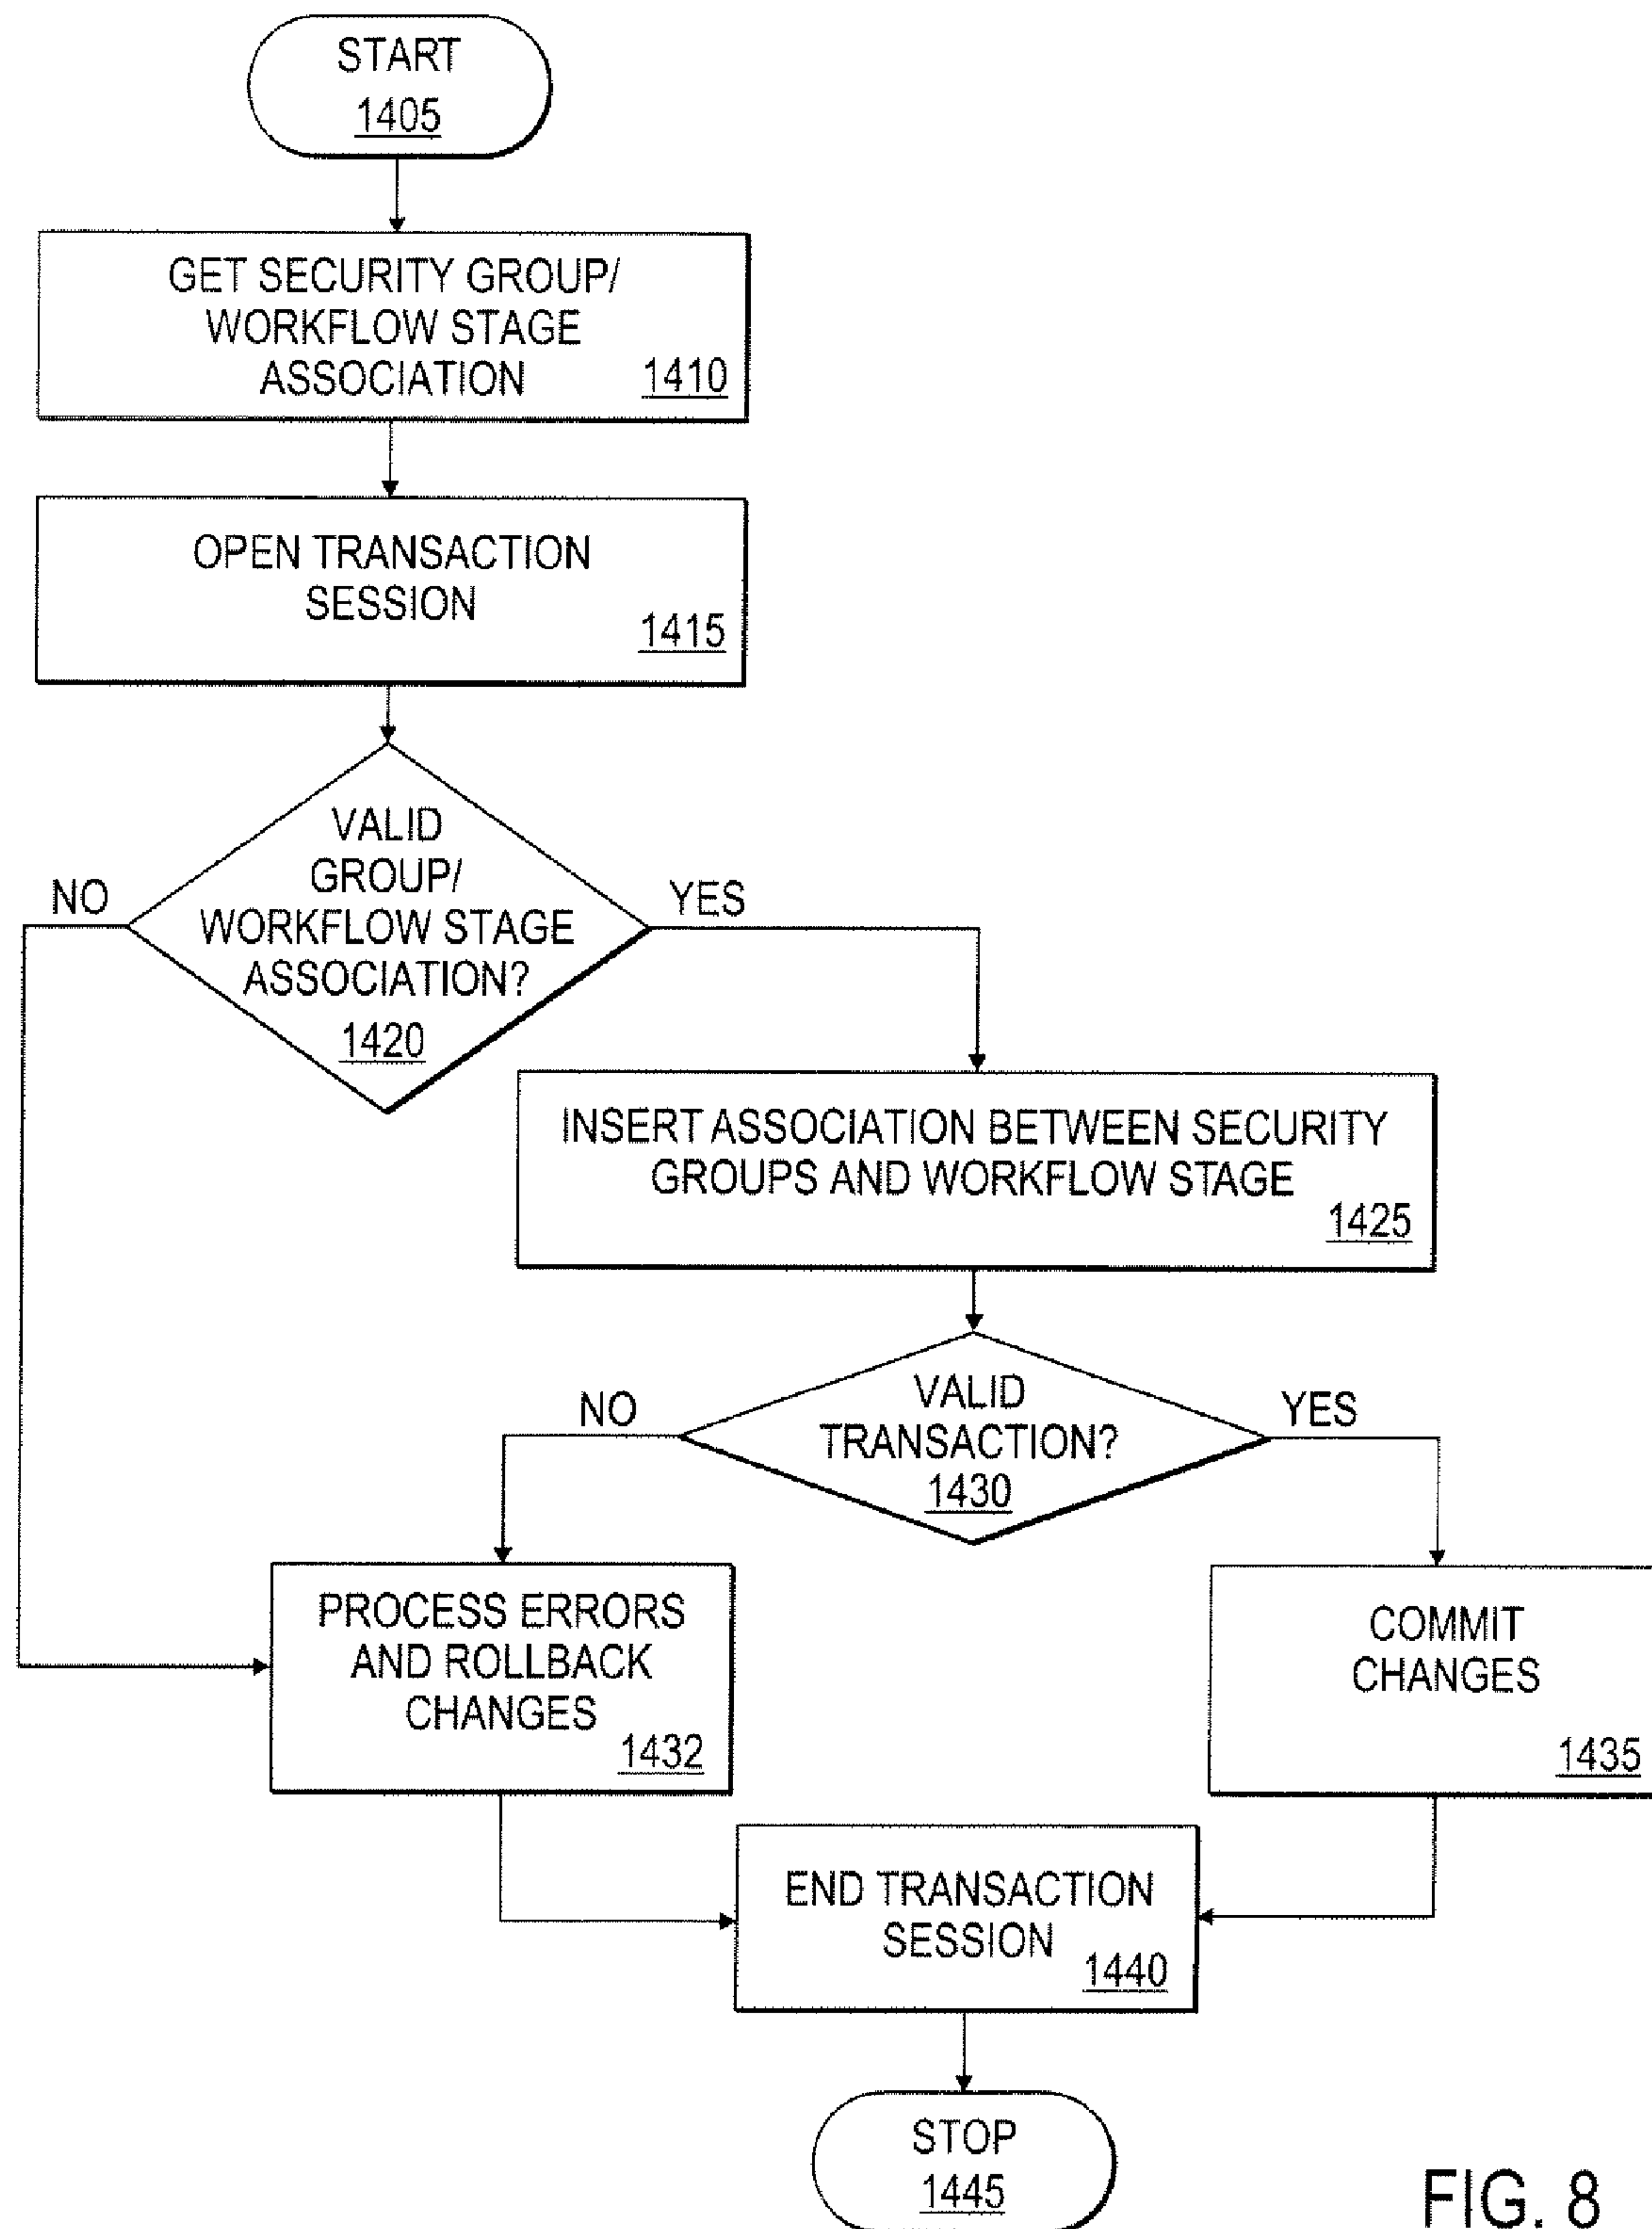 START
1405
GET SECURITY GROUP/
WORKFLOW STAGE
ASSOCIATION
1410
OPEN TRANSACTION
SESSION
1415
VALID
GROUP/
WORKFLOW STAGE
ASSOCIATION?
1420
NO
YES
INSERT ASSOCIATION BETWEEN SECURITY
GROUPS AND WORKFLOW STAGE
1425
VALID
TRANSACTION?
1430
NO
YES
PROCESS ERRORS
AND ROLLBACK
CHANGES
1432
COMMIT
CHANGES
1435
END TRANSACTION
SESSION
1440
STOP
1445
FIG. 8